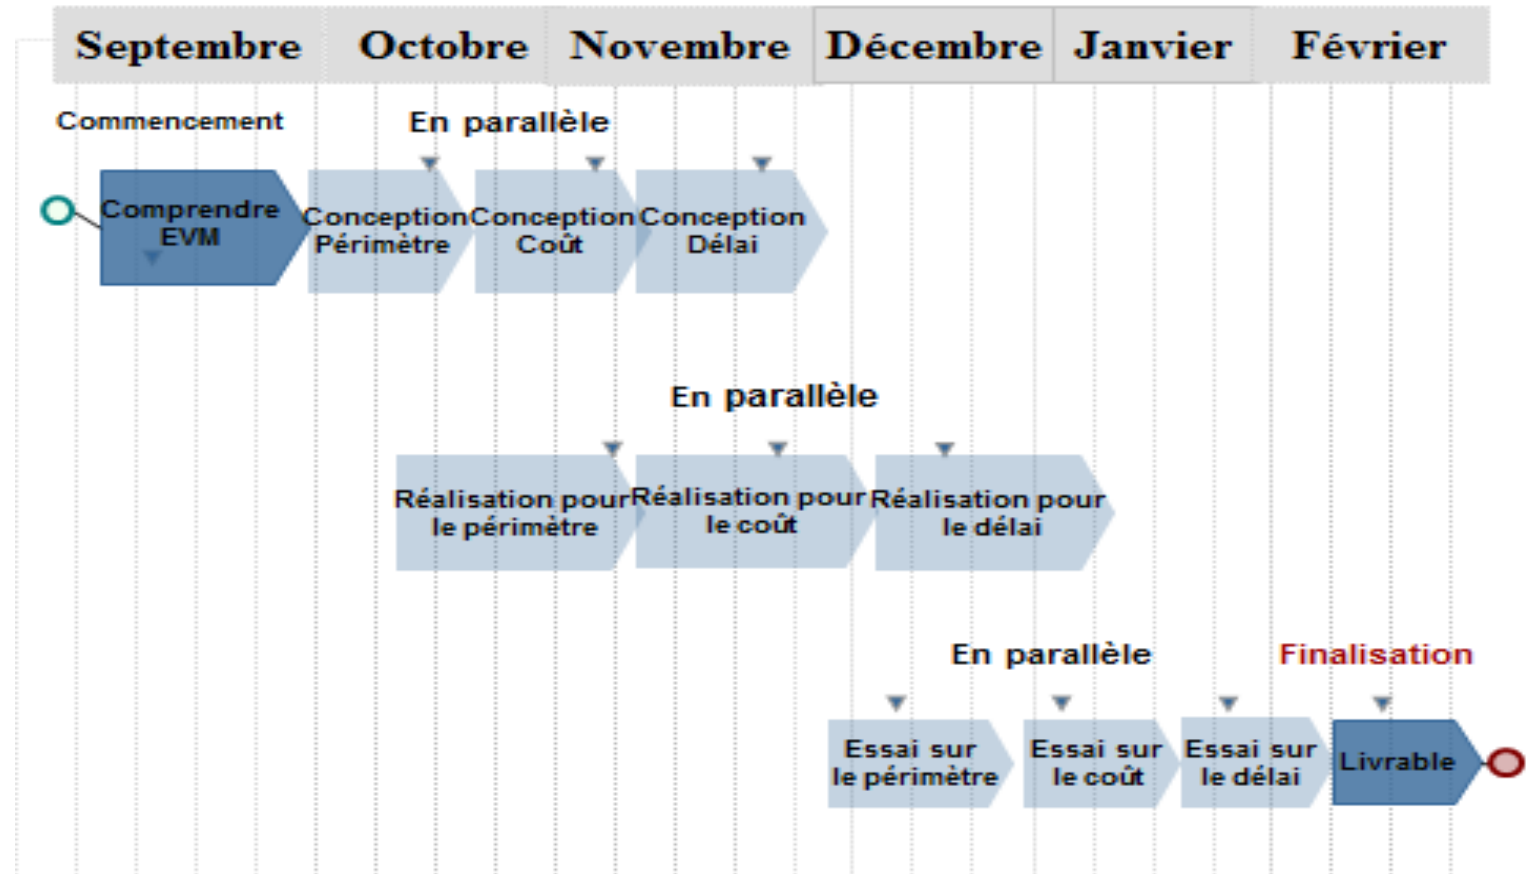 Septembre Octobre Novembre Décembre Janvier Février
Commencement En parallèle
Comprendre
EVM
Conception
Périmètre
Conception
Coût
Conception
Délai
En parallèle
Réalisation pour
le périmètre
Réalisation pour
le coût
Réalisation pour
le délai
En parallèle Finalisation
Essai sur
le périmètre
Essai sur
le coût
Essai sur
le délai
Livrable